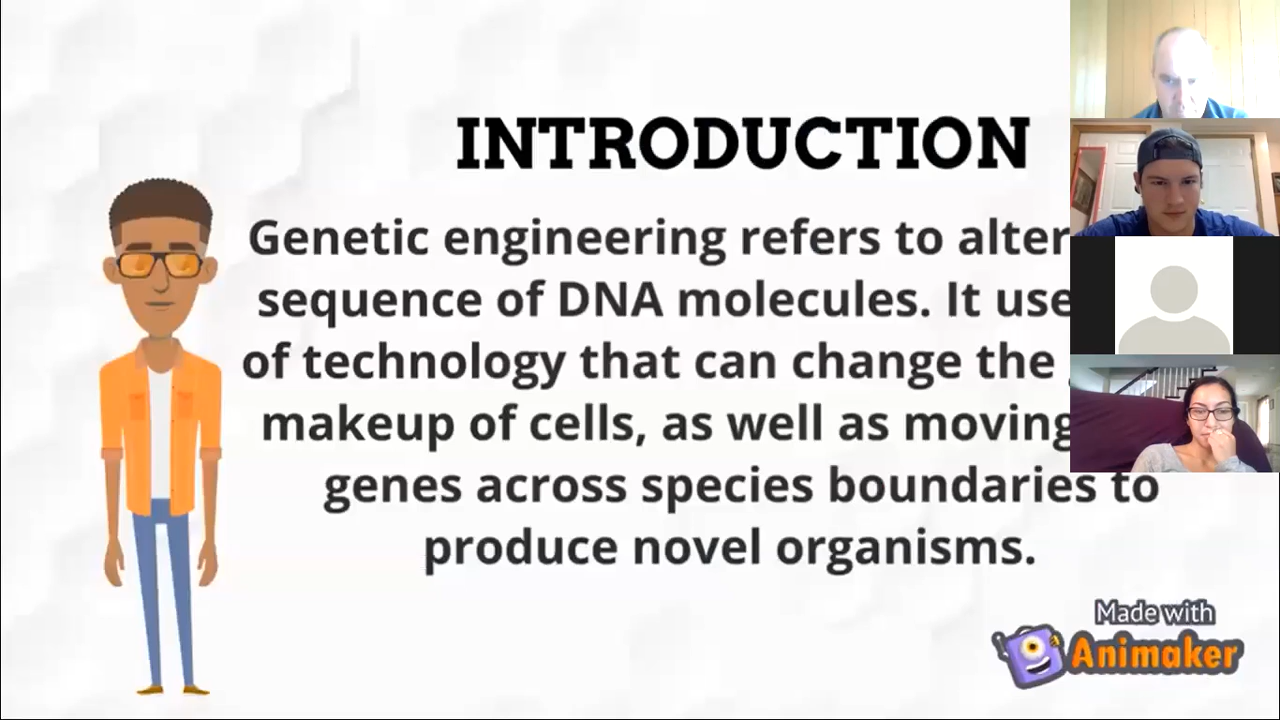 INTRODUCTION
Genetic engineering refers to alter
sequence of DNA molecules. It use
of technology that can change the
makeup of cells, as well as moving
genes across species boundaries to
produce novel organisms.
Made with
Animaker